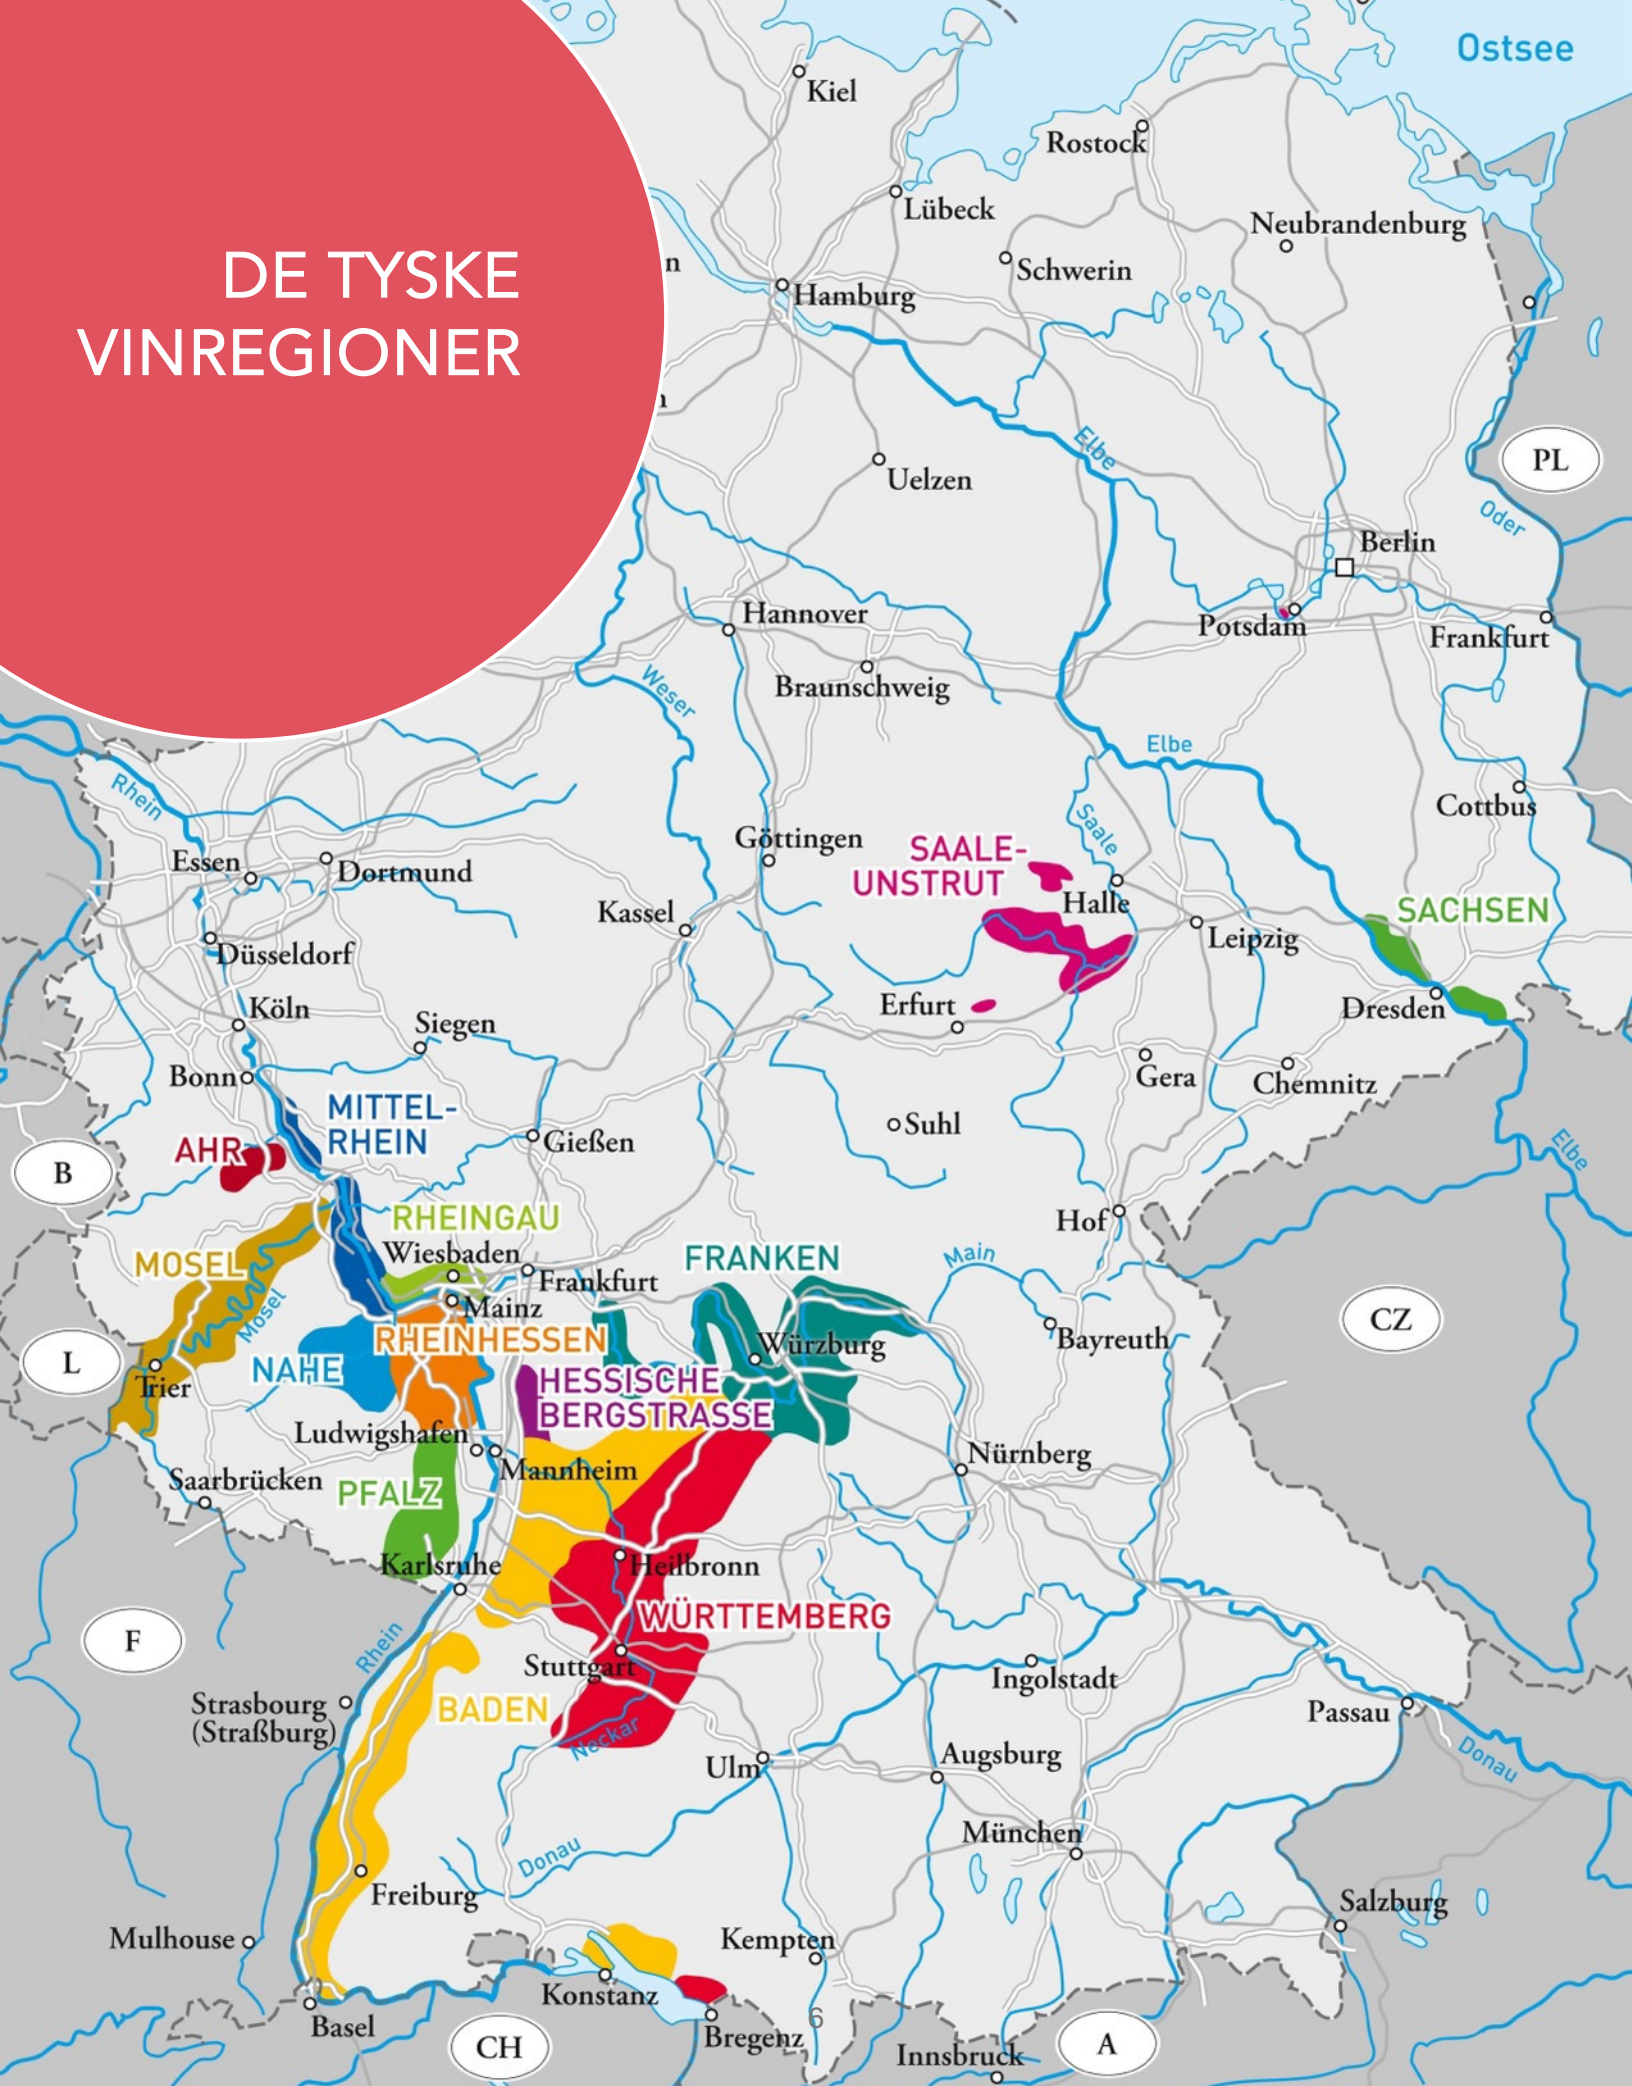 DE TYSKE
VINREGIONER
Ostsee
Kiel
Rostock
Lübeck
Neubrandenburg
Schwerin
n
Hamburg
Elbe
Uelzen
PL
Oder
Berlin
Hannover
Potsdam
Frankfurt
Braunschweig
Weser
Elbe
Rhein
Cottbus
Saale
Göttingen
SAALE-
UNSTRUT
Essen
Dortmund
Halle
Kassel
SACHSEN
Leipzig
Düsseldorf
Erfurt
Dresden
Köln
Siegen
Bonn
Gera
Chemnitz
MITTEL-
RHEIN
Suhl
AHR
Gießen
B
Elbe
RHEINGAU
Hof
Wiesbaden
FRANKEN
Main
MOSEL
Frankfurt
Mainz
Mosel
CZ
RHEINHESSEN
Würzburg
Bayreuth
L
NAHE
Trier
HESSISCHE
BERGSTRASSE
Ludwigshafen
Nürnberg
Mannheim
Saarbrücken
PFALZ
Karlsruhe
Heilbronn
WÜRTTEMBERG
F
Rhein
Stuttgart
Ingolstadt
Strasbourg
(Straßburg)
BADEN
Passau
Neckar
Ulm
Augsburg
Donau
München
Donau
Freiburg
Salzburg
Mulhouse
Kempten
Konstanz
6
Basel
Bregenz
CH
A
Innsbruck